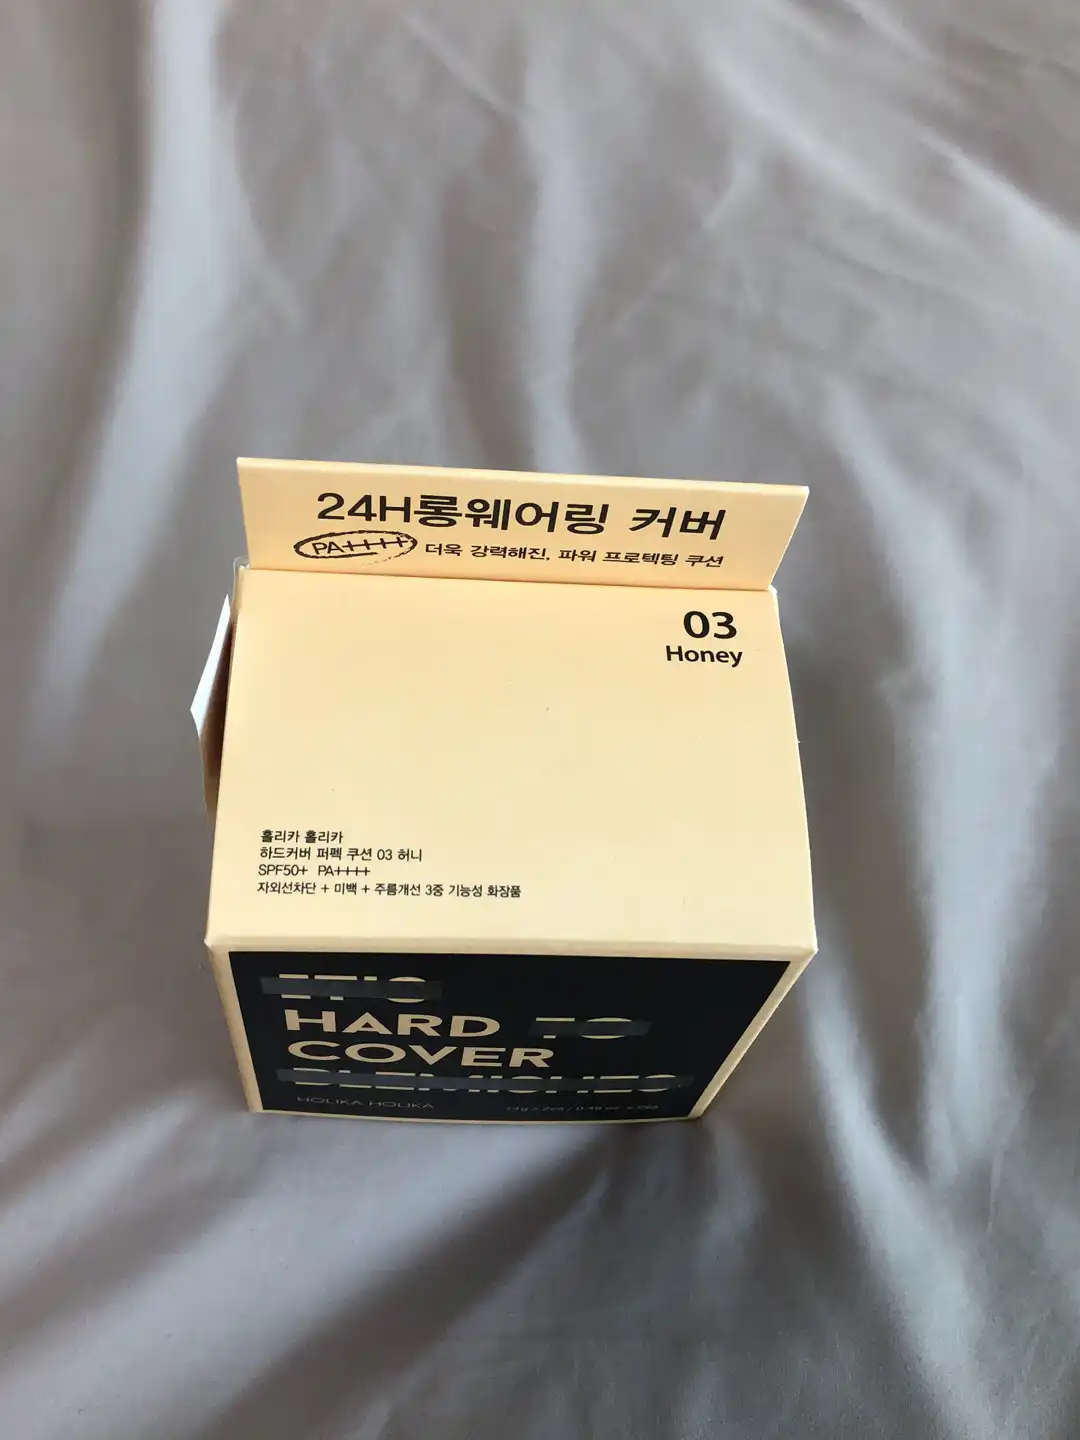 24H롱웨어링 커버
PA++++ 더욱 강력해진, 파워 프로텍팅 쿠션
03
Honey
홀리카 홀리카
하드커버 퍼펙 쿠션 03 허니
SPF50+ PA++++
자외선차단 + 미백 + 주름개선 3중 기능성 화장품
IT'S
HARD TO
COVER
BLEMISHES
HOLIKA HOLIKA